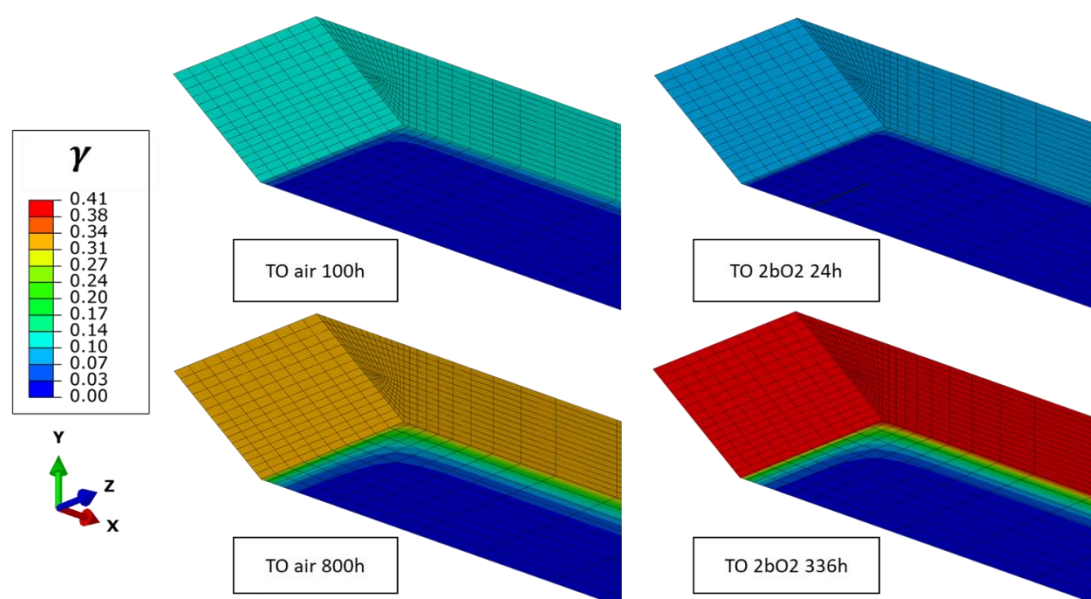 γ
0.41
0.38
0.34
0.31
0.27
0.24
0.20
0.17
0.14
0.10
0.07
0.03
0.00
Y
Z
X
TO air 100h
TO 2bO2 24h
TO air 800h
TO 2bO2 336h